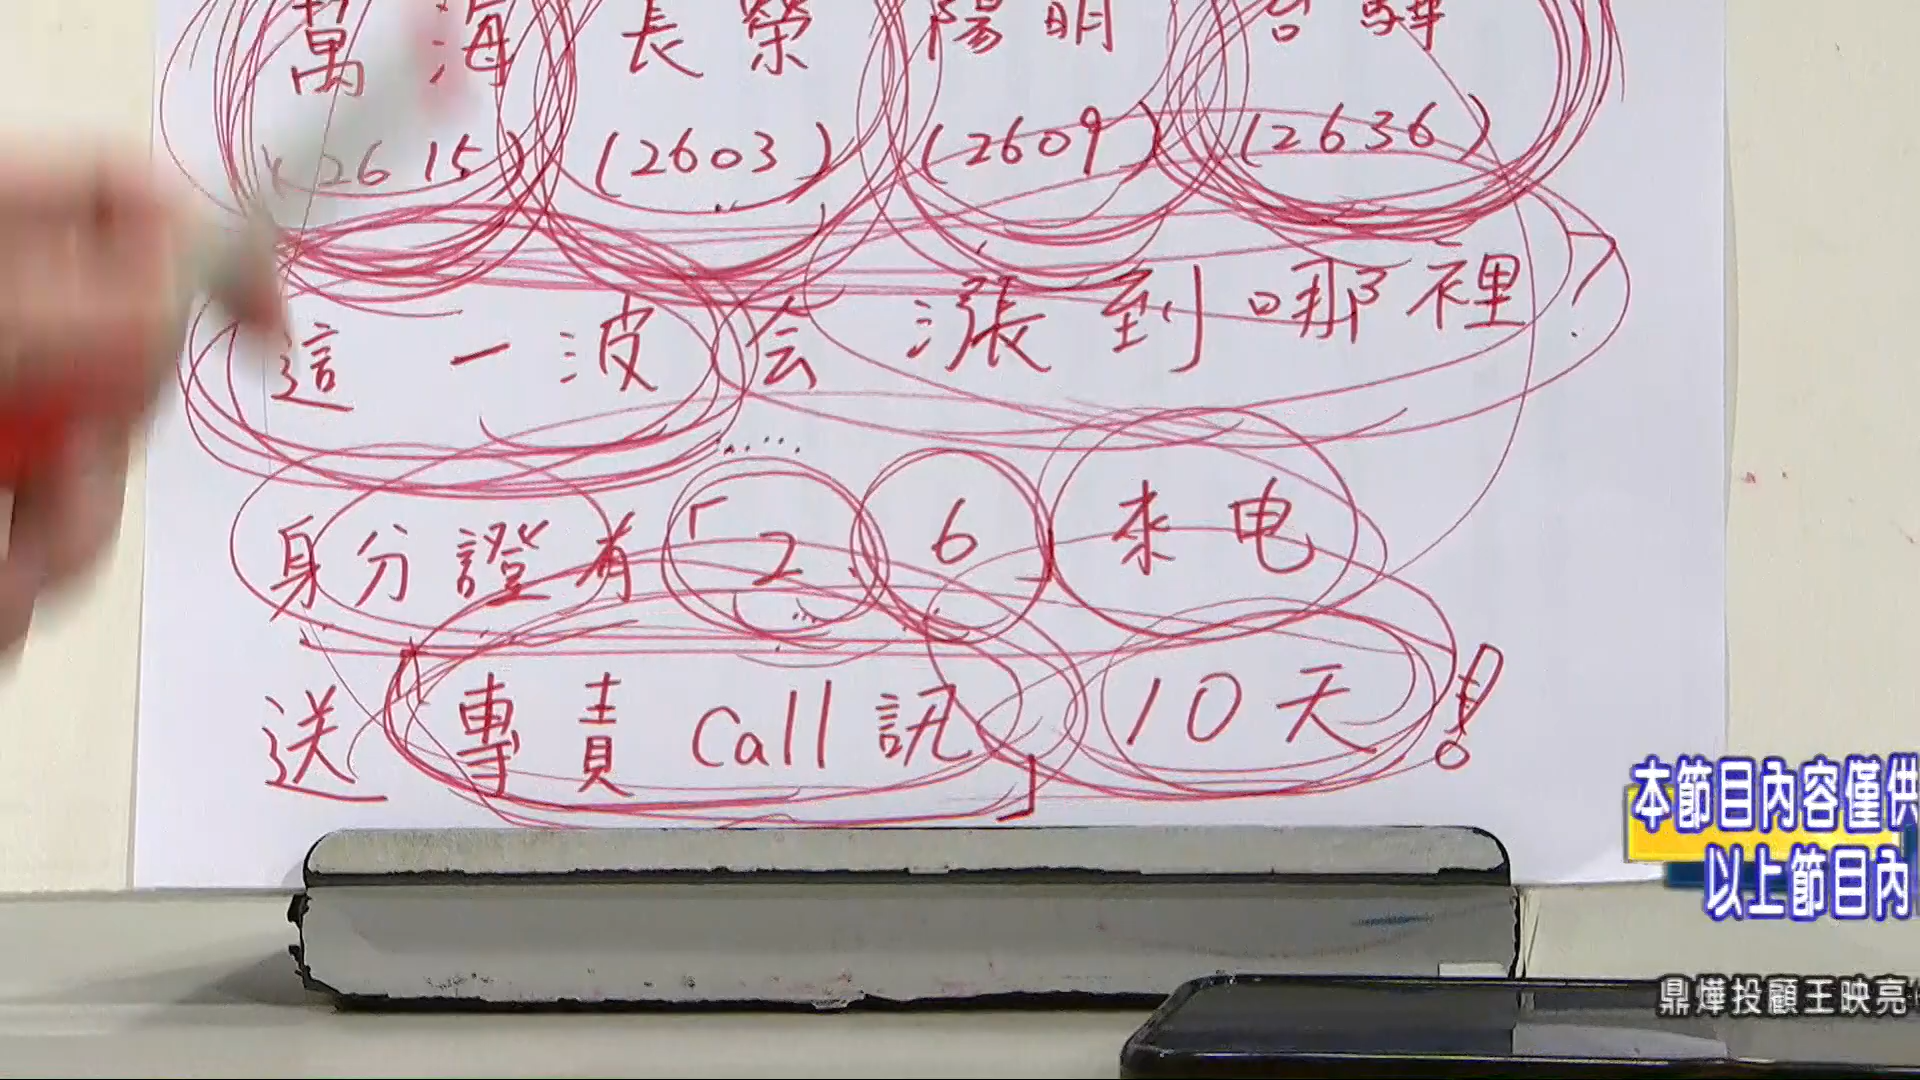 萬海 長榮 陽明 台驊
(2615) (2603) (2609) (2636)
這一波会漲到哪裡?
身分證有「2、6」來电
送「專責Call訊」10天!
本節目內容僅供
以上節目內
鼎燁投顧王映亮